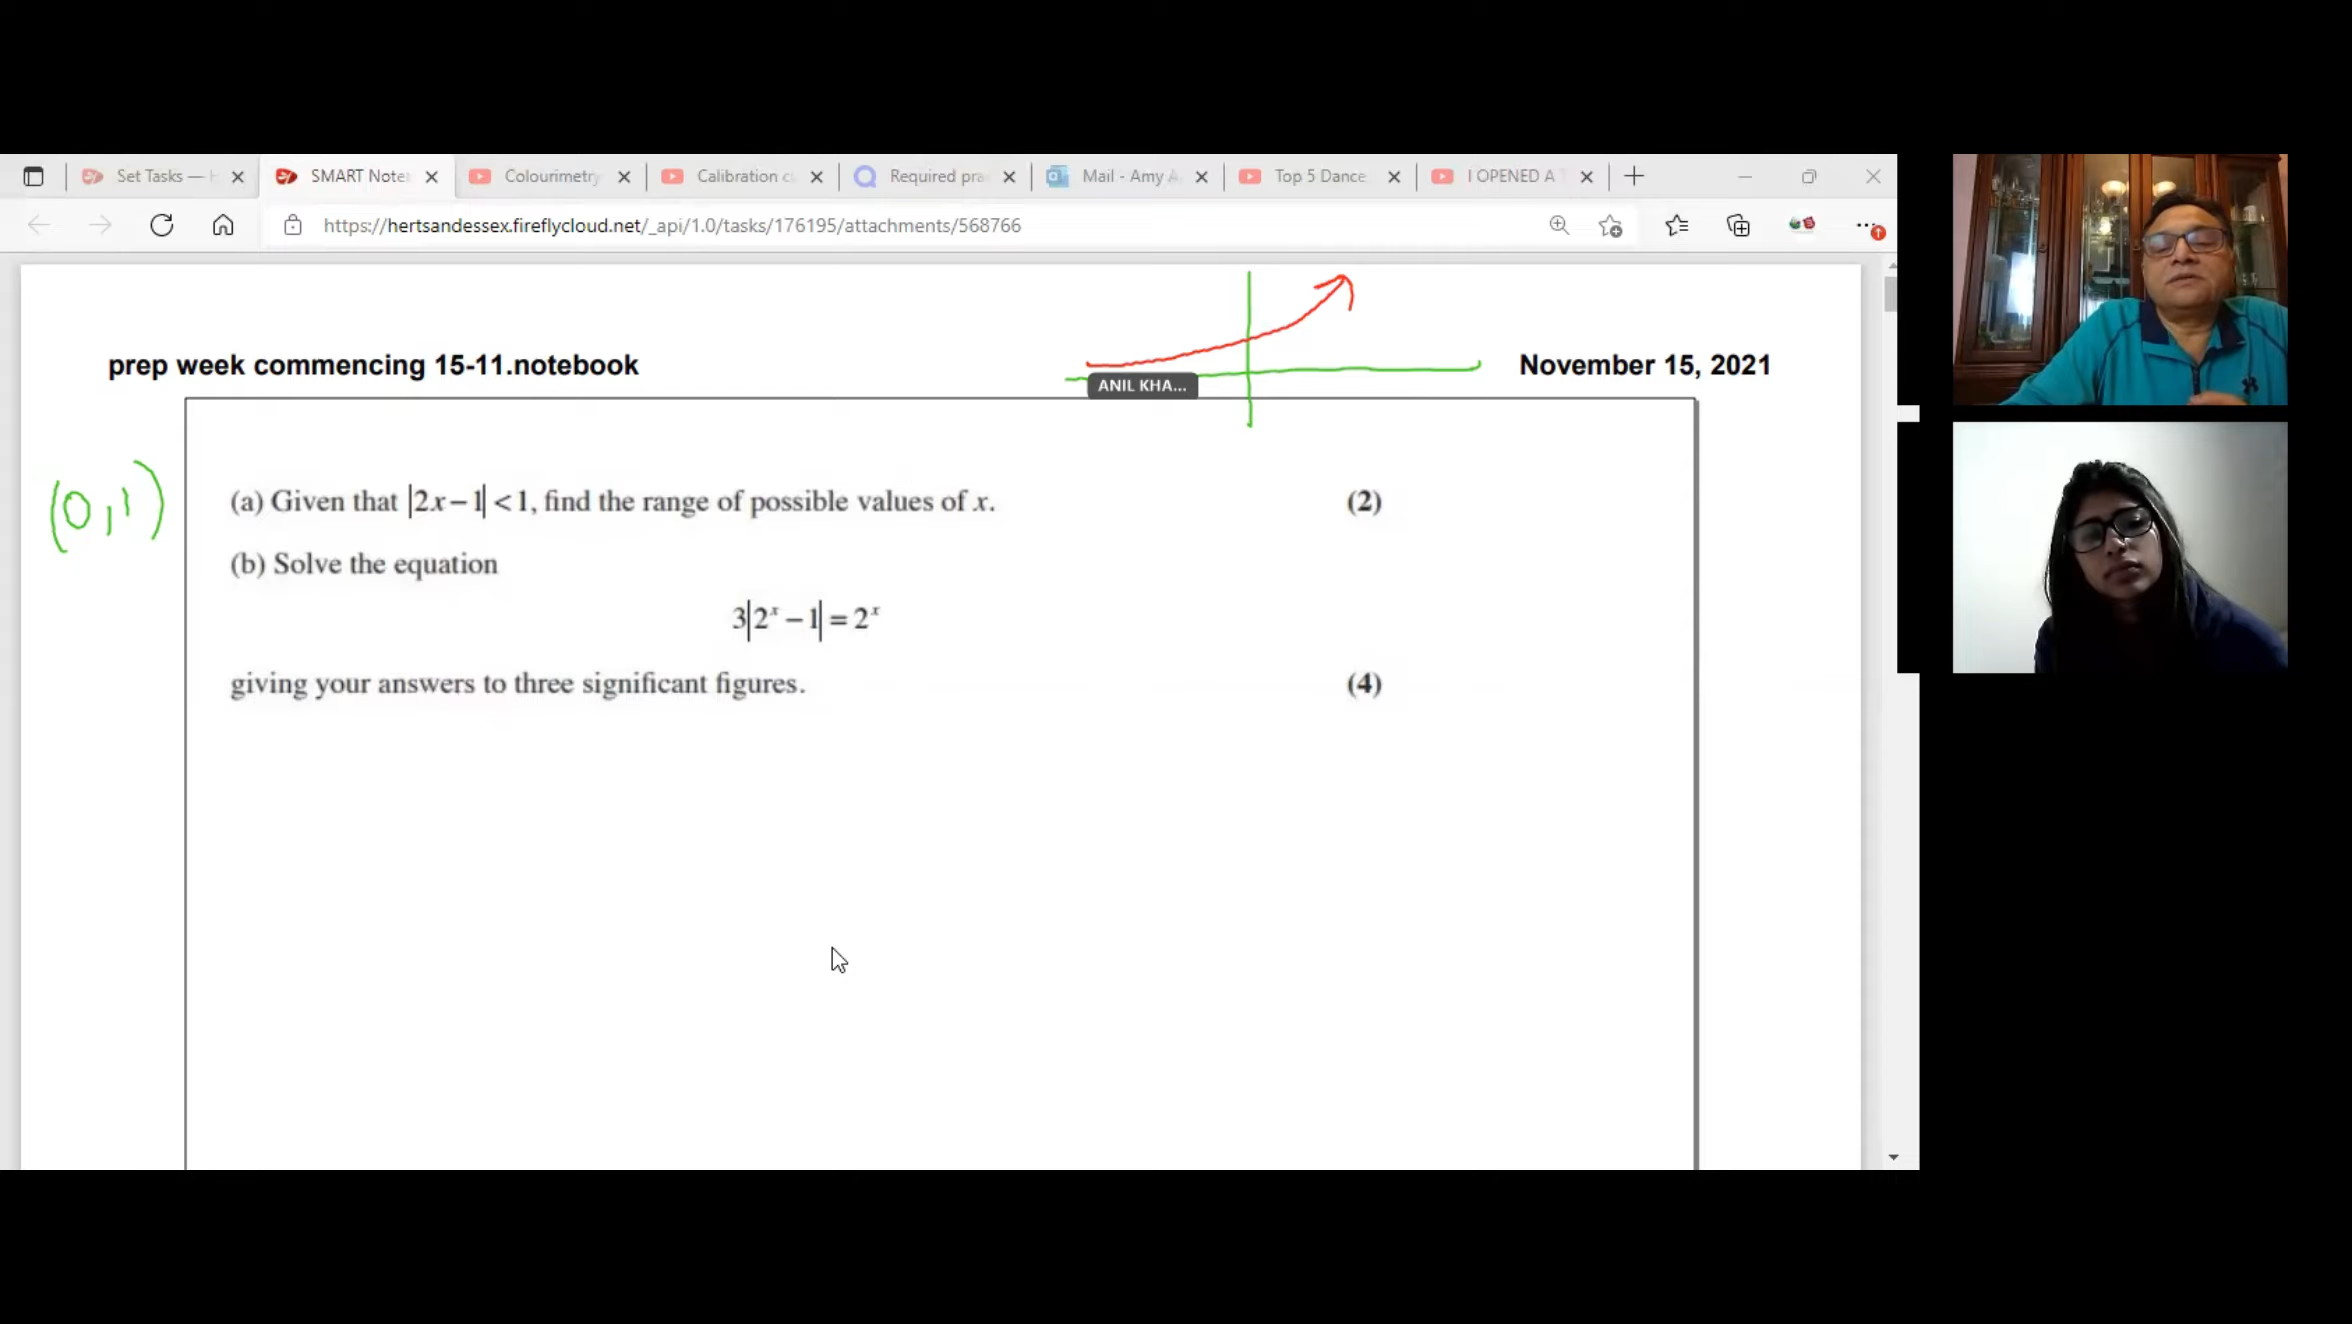 Set Tasks —
SMART Note
Colourimetry
Calibration c
Required pra
Mail - Amy A
Top 5 Dance
I OPENED A
https://hertsandessex.fireflycloud.net/_api/1.0/tasks/176195/attachments/568766
prep week commencing 15-11.notebook
ANIL KHA...
November 15, 2021
(0,1)
(a) Given that |2x – 1| < 1, find the range of possible values of x. (2)
(b) Solve the equation
3|2ˣ – 1| = 2ˣ
giving your answers to three significant figures. (4)